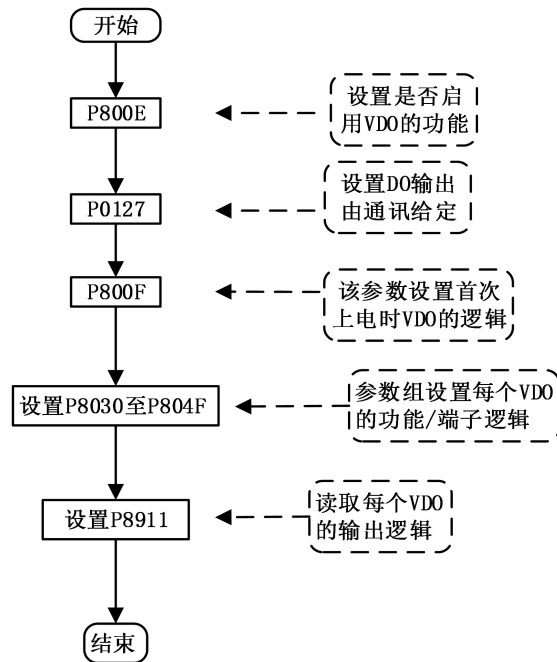 开始
P800E
设置是否启
用VDO的功能
P0127
设置DO输出
由通讯给定
P800F
该参数设置首次
上电时VDO的逻辑
设置P8030至P804F
参数组设置每个VDO
的功能/端子逻辑
设置P8911
读取每个VDO
的输出逻辑
结束